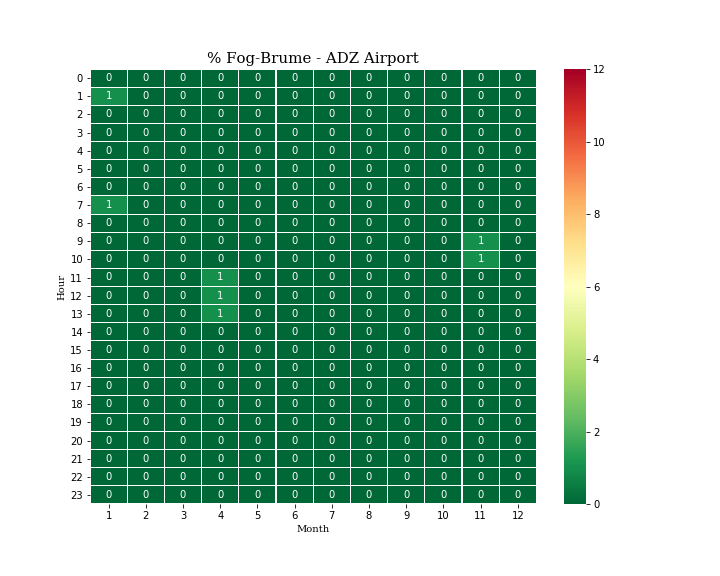 % Fog-Brume - ADZ Airport
0 0 0 0 0 0 0 0 0 0 0 0 0
1 1 0 0 0 0 0 0 0 0 0 0 0
2 0 0 0 0 0 0 0 0 0 0 0 0
3 0 0 0 0 0 0 0 0 0 0 0 0
4 0 0 0 0 0 0 0 0 0 0 0 0
5 0 0 0 0 0 0 0 0 0 0 0 0
6 0 0 0 0 0 0 0 0 0 0 0 0
7 1 0 0 0 0 0 0 0 0 0 0 0
8 0 0 0 0 0 0 0 0 0 0 0 0
9 0 0 0 0 0 0 0 0 0 0 1 0
10 0 0 0 0 0 0 0 0 0 0 1 0
11 0 0 0 1 0 0 0 0 0 0 0 0
12 0 0 0 1 0 0 0 0 0 0 0 0
13 0 0 0 1 0 0 0 0 0 0 0 0
14 0 0 0 0 0 0 0 0 0 0 0 0
15 0 0 0 0 0 0 0 0 0 0 0 0
16 0 0 0 0 0 0 0 0 0 0 0 0
17 0 0 0 0 0 0 0 0 0 0 0 0
18 0 0 0 0 0 0 0 0 0 0 0 0
19 0 0 0 0 0 0 0 0 0 0 0 0
20 0 0 0 0 0 0 0 0 0 0 0 0
21 0 0 0 0 0 0 0 0 0 0 0 0
22 0 0 0 0 0 0 0 0 0 0 0 0
23 0 0 0 0 0 0 0 0 0 0 0 0
Hour
1 2 3 4 5 6 7 8 9 10 11 12
Month
12
10
8
6
4
2
0